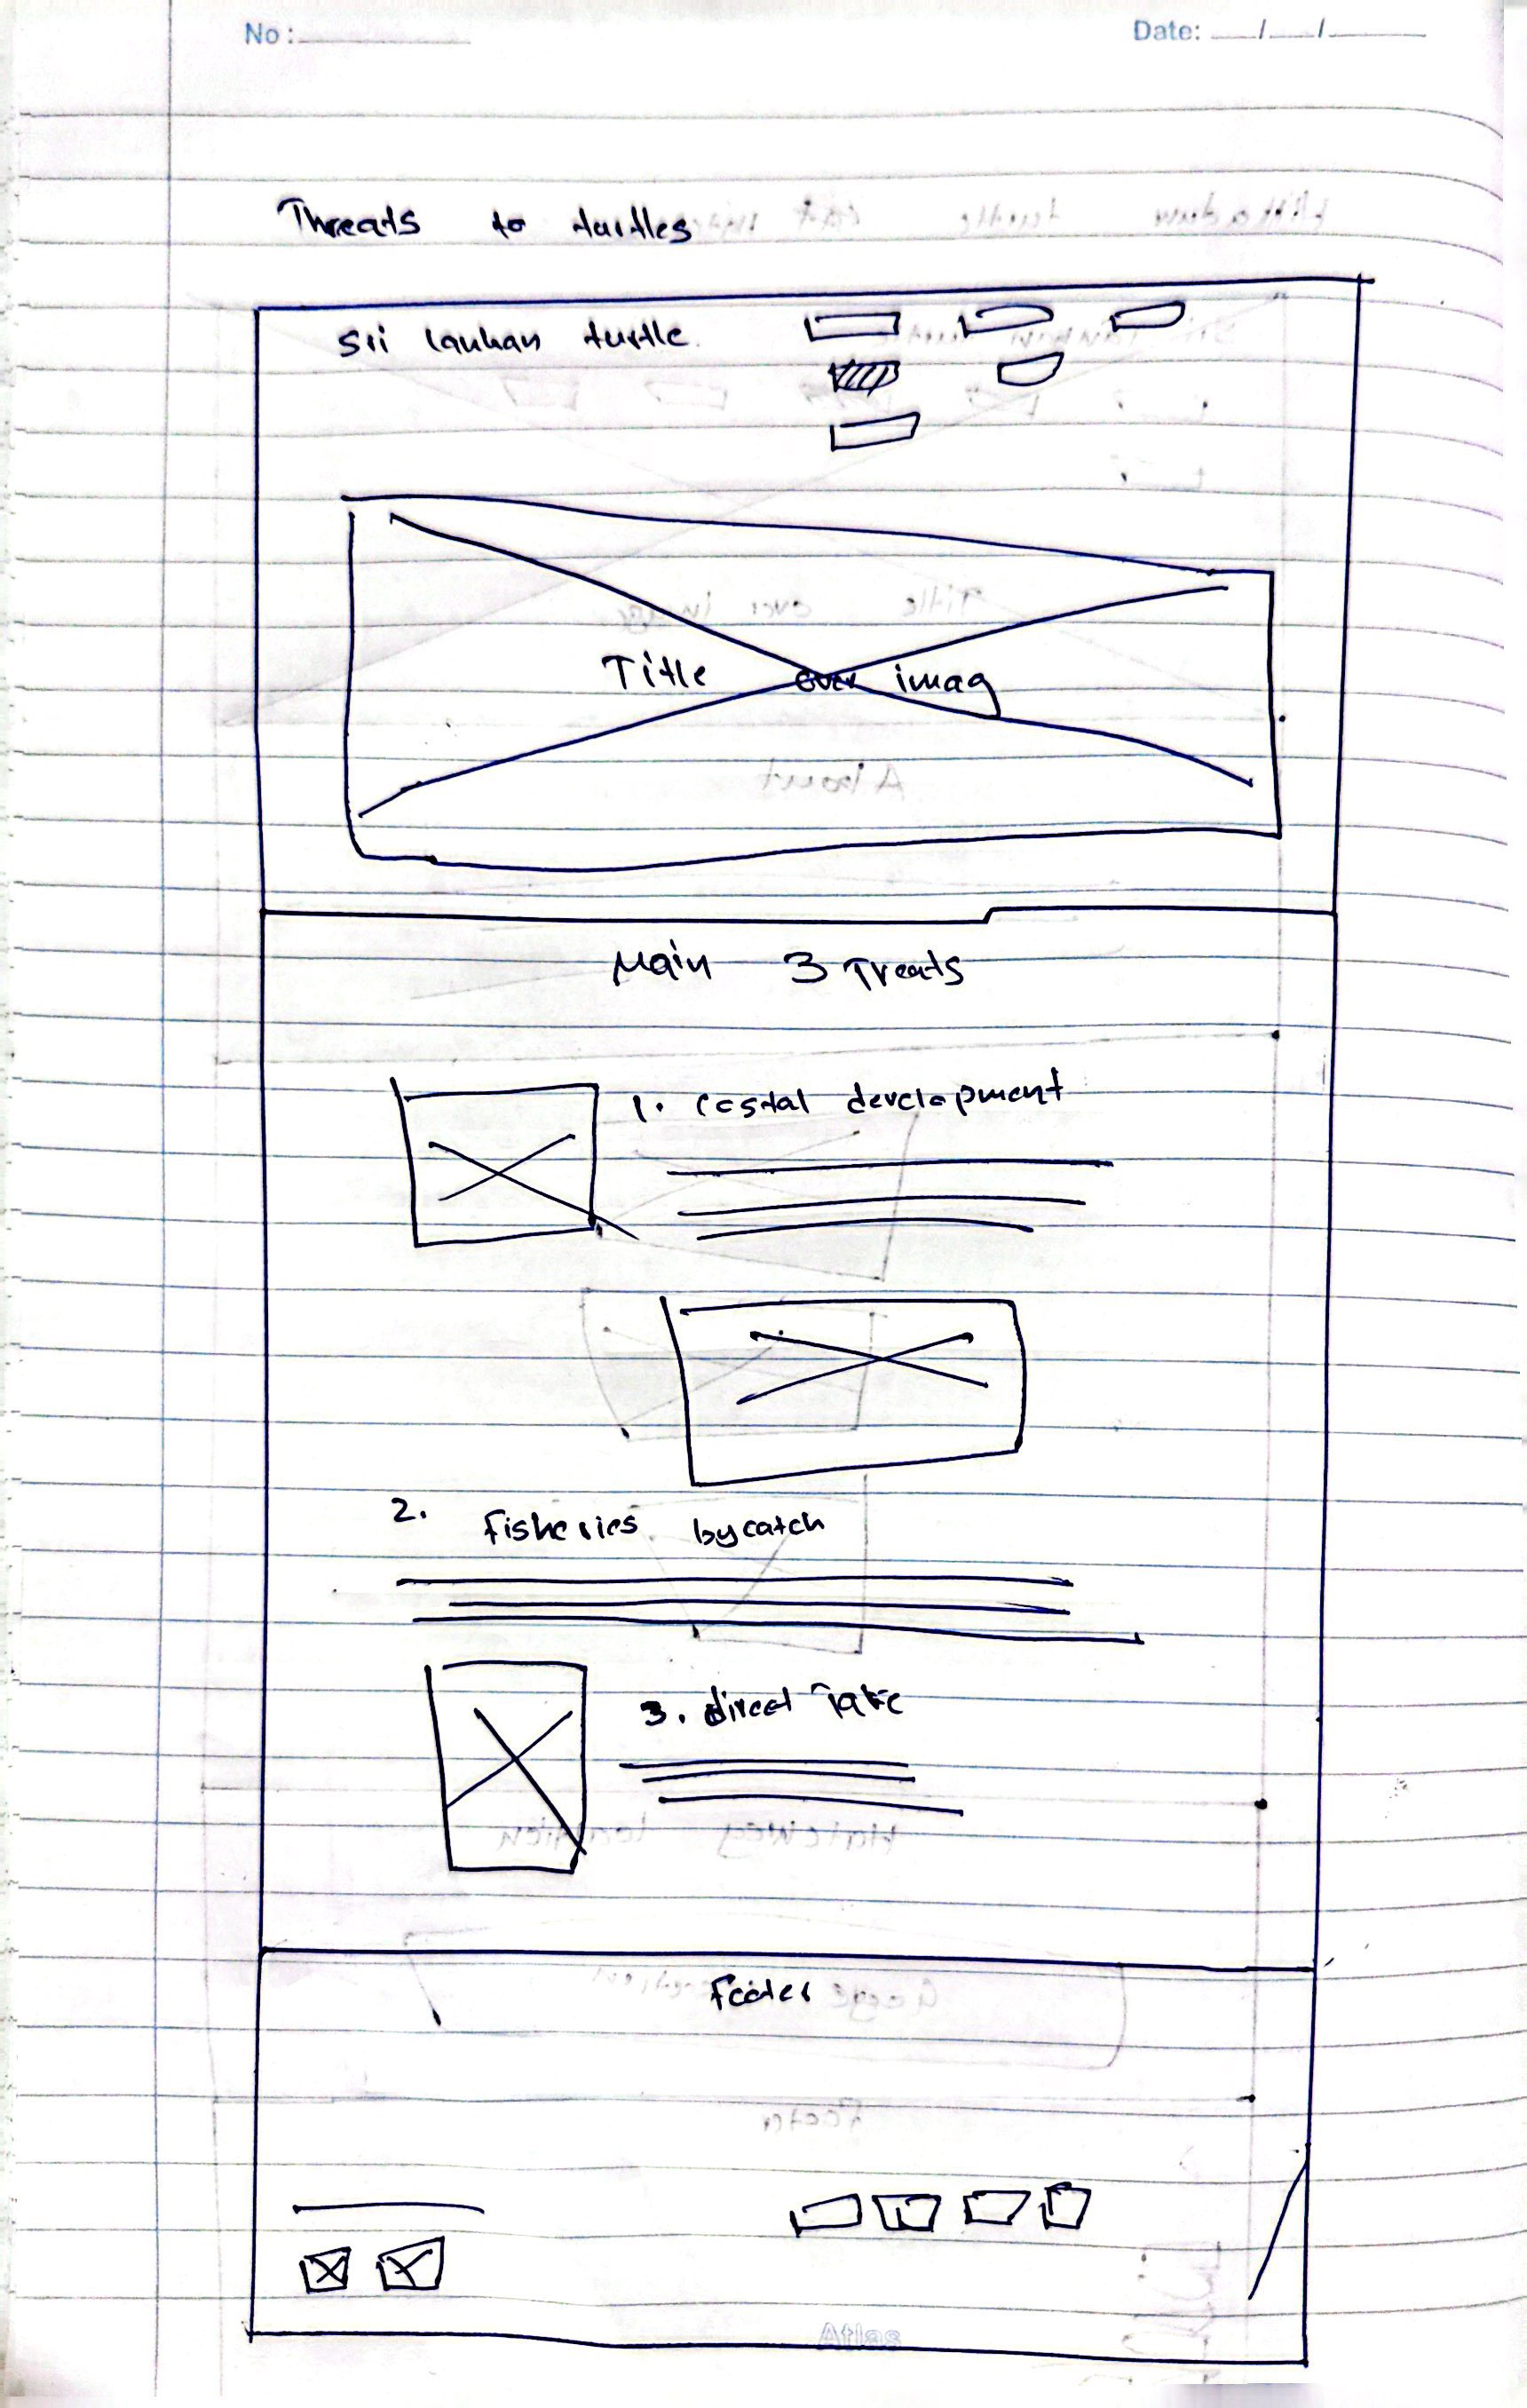 No :
Date: / /
Threats to turtles
Sri lankan turtle
Title over imag
Main 3 Treats
1. Costal development
2. Fisheries bycatch
3. direct Take
Footer
Atlas